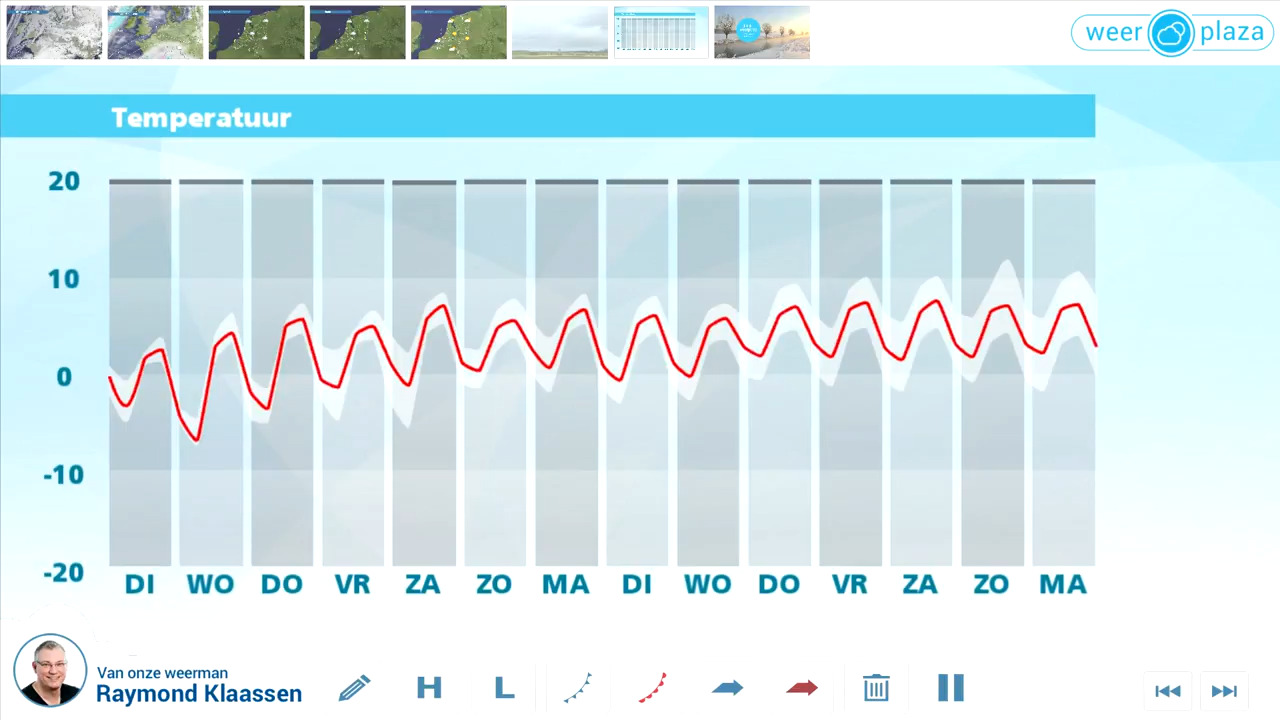 weer plaza
Temperatuur
20
10
0
-10
-20
DI WO DO VR ZA ZO MA DI WO DO VR ZA ZO MA
Van onze weerman
Raymond Klaassen
H L